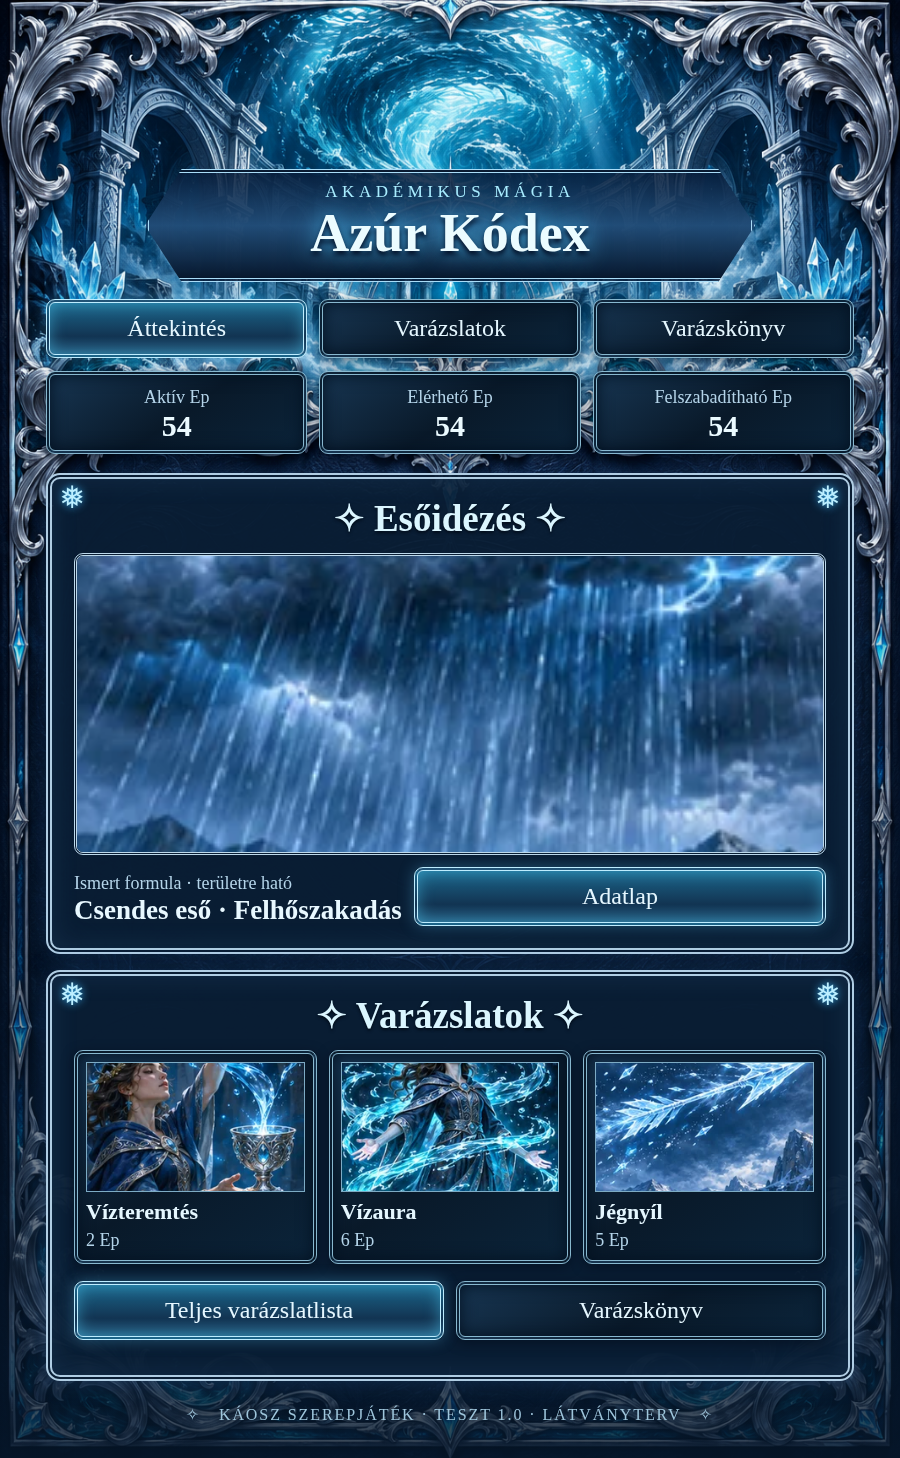 AKADÉMIKUS MÁGIA
Azúr Kódex
Áttekintés
Varázslatok
Varázskönyv
Aktív Ep
54
Elérhető Ep
54
Felszabadítható Ep
54
✧ Esőidézés ✧
Ismert formula · területre ható
Csendes eső · Felhőszakadás
Adatlap
✧ Varázslatok ✧
Vízteremtés
2 Ep
Vízaura
6 Ep
Jégnyíl
5 Ep
Teljes varázslatlista
Varázskönyv
✧ KÁOSZ SZEREPJÁTÉK · TESZT 1.0 · LÁTVÁNYTERV ✧